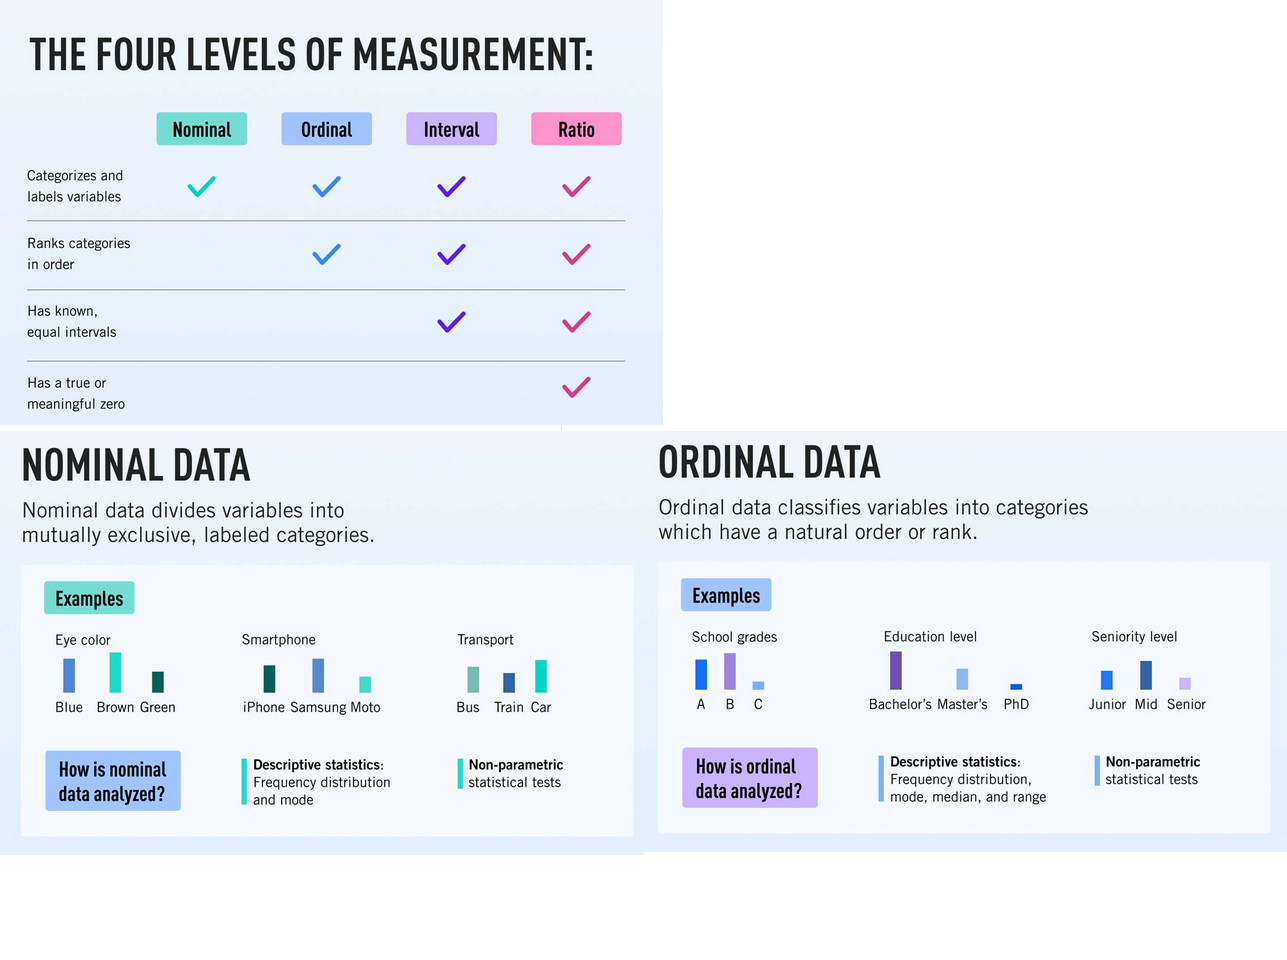 THE FOUR LEVELS OF MEASUREMENT:
Nominal Ordinal Interval Ratio
Categorizes and
labels variables
Ranks categories
in order
Has known,
equal intervals
Has a true or
meaningful zero
NOMINAL DATA
Nominal data divides variables into
mutually exclusive, labeled categories.
Examples
Eye color
Blue Brown Green
Smartphone
iPhone Samsung Moto
Transport
Bus Train Car
How is nominal
data analyzed?
Descriptive statistics:
Frequency distribution
and mode
Non-parametric
statistical tests
ORDINAL DATA
Ordinal data classifies variables into categories
which have a natural order or rank.
Examples
School grades
A B C
Education level
Bachelor's Master's PhD
Seniority level
Junior Mid Senior
How is ordinal
data analyzed?
Descriptive statistics:
Frequency distribution,
mode, median, and range
Non-parametric
statistical tests